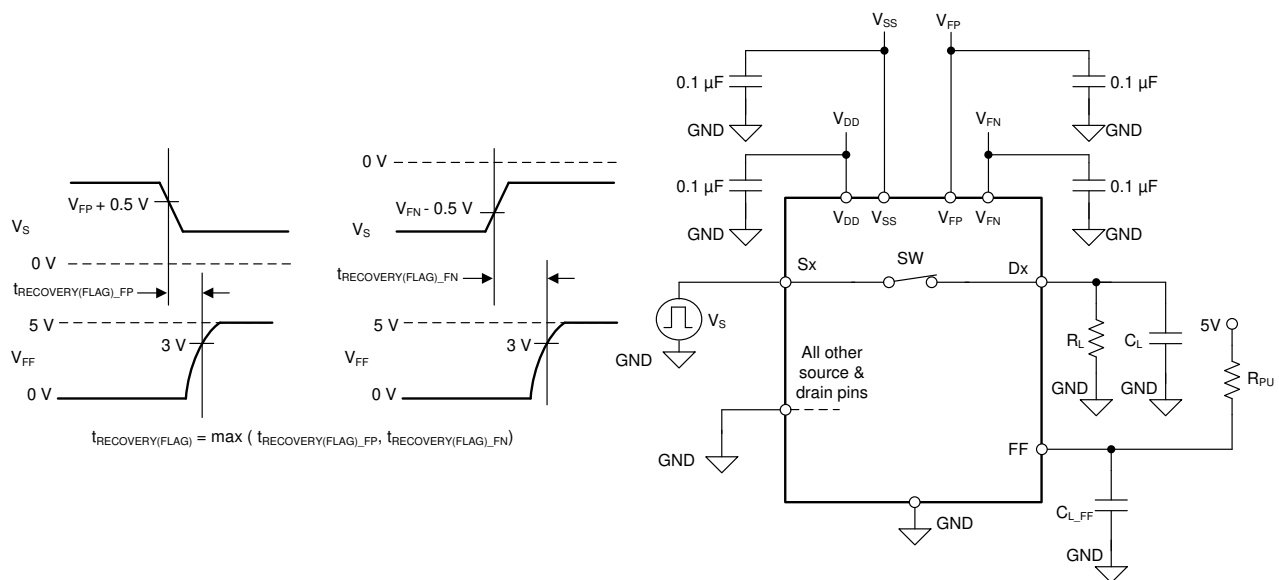 V_FP + 0.5 V
V_S
0 V
t_RECOVERY(FLAG)_FP
5 V
3 V
V_FF
0 V
0 V
V_FN - 0.5 V
V_S
t_RECOVERY(FLAG)_FN
5 V
3 V
V_FF
0 V
t_RECOVERY(FLAG) = max ( t_RECOVERY(FLAG)_FP, t_RECOVERY(FLAG)_FN)
V_SS
V_FP
0.1 µF
0.1 µF
GND
V_DD
V_FN
GND
0.1 µF
0.1 µF
GND
V_DD
V_SS
V_FP
V_FN
GND
Sx
SW
Dx
V_S
GND
R_L
C_L
5V
R_PU
GND
GND
All other
source &
drain pins
GND
FF
GND
C_L_FF
GND